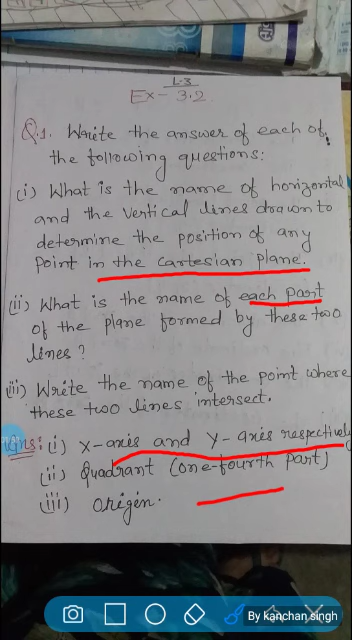 L-3
Ex- 3.2
Q.1. Write the answer of each of
the following questions:
(i) What is the name of horizontal
and the vertical lines drawn to
determine the position of any
point in the cartesian plane.
(ii) What is the name of each part
of the plane formed by these two
lines?
(iii) Write the name of the point where
these two lines intersect.
Ans: (i) X-axis and Y-axis respectively
(ii) Quadrant (one-fourth part)
(iii) Origin.
By Kanchan singh